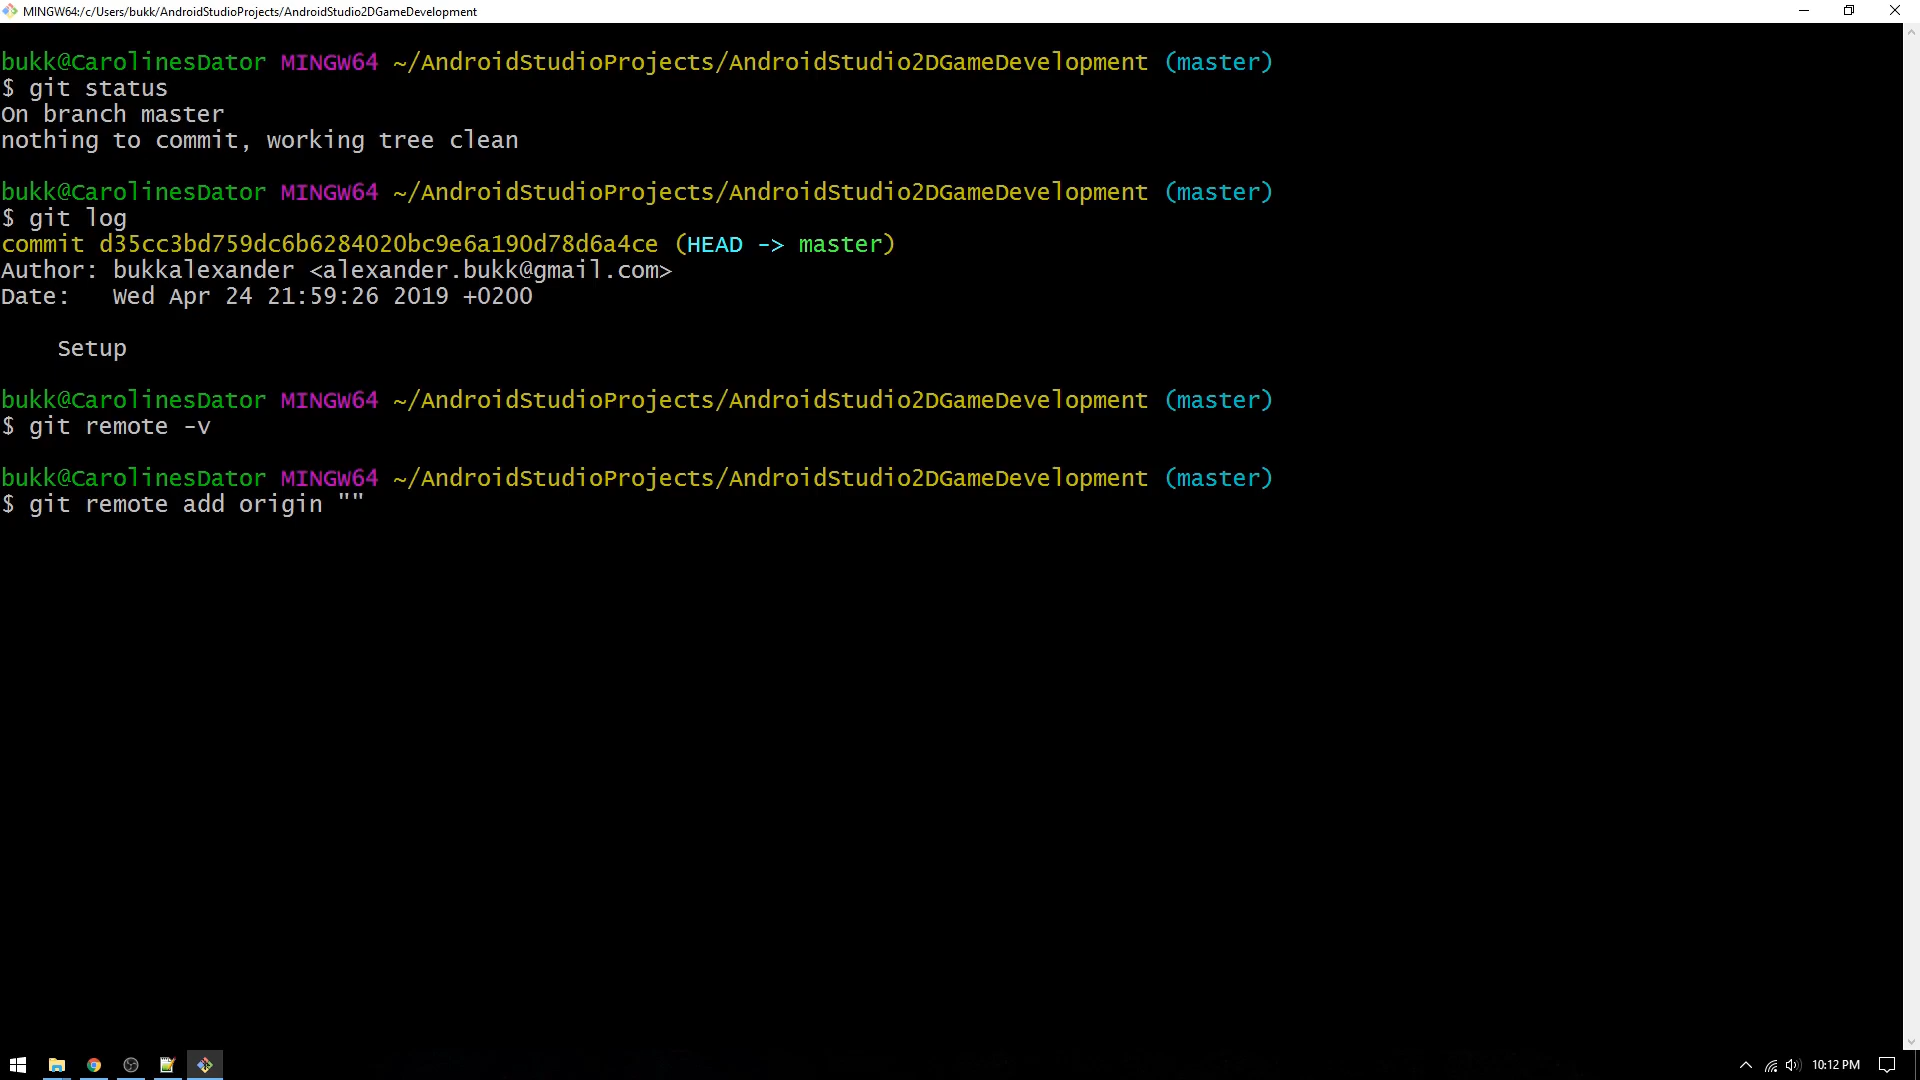 MINGW64:/c/Users/bukk/AndroidStudioProjects/AndroidStudio2DGameDevelopment
bukk@CarolinesDator MINGW64 ~/AndroidStudioProjects/AndroidStudio2DGameDevelopment (master)
$ git status
On branch master
nothing to commit, working tree clean
bukk@CarolinesDator MINGW64 ~/AndroidStudioProjects/AndroidStudio2DGameDevelopment (master)
$ git log
commit d35cc3bd759dc6b6284020bc9e6a190d78d6a4ce (HEAD -> master)
Author: bukkalexander <alexander.bukk@gmail.com>
Date:   Wed Apr 24 21:59:26 2019 +0200
    Setup
bukk@CarolinesDator MINGW64 ~/AndroidStudioProjects/AndroidStudio2DGameDevelopment (master)
$ git remote -v
bukk@CarolinesDator MINGW64 ~/AndroidStudioProjects/AndroidStudio2DGameDevelopment (master)
$ git remote add origin ""
10:12 PM